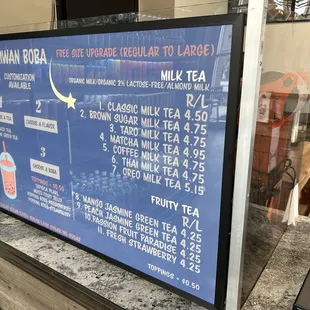 WAN BOBA
FREE SIZE UPGRADE (REGULAR TO LARGE)
CUSTOMIZATION
AVAILABLE
MILK TEA
ORGANIC MILK/ORGANIC 2% LACTOSE-FREE/ALMOND MILK
R/L
1. CLASSIC MILK TEA 4.50
2. BROWN SUGAR MILK TEA 4.75
3. TARO MILK TEA 4.75
4. MATCHA MILK TEA 4.75
5. COFFEE MILK TEA 4.95
6. THAI MILK TEA 4.75
7. OREO MILK TEA 5.15
1
2
CHOOSE A FLAVOR
3
CHOOSE A BOBA
FRUITY TEA
R/L
8. MANGO JASMINE GREEN TEA 4.25
9. PEACH JASMINE GREEN TEA 4.25
10. PASSION FRUIT PARADISE 4.25
11. FRESH STRAWBERRY 4.25
TOPPINGS + $0.50